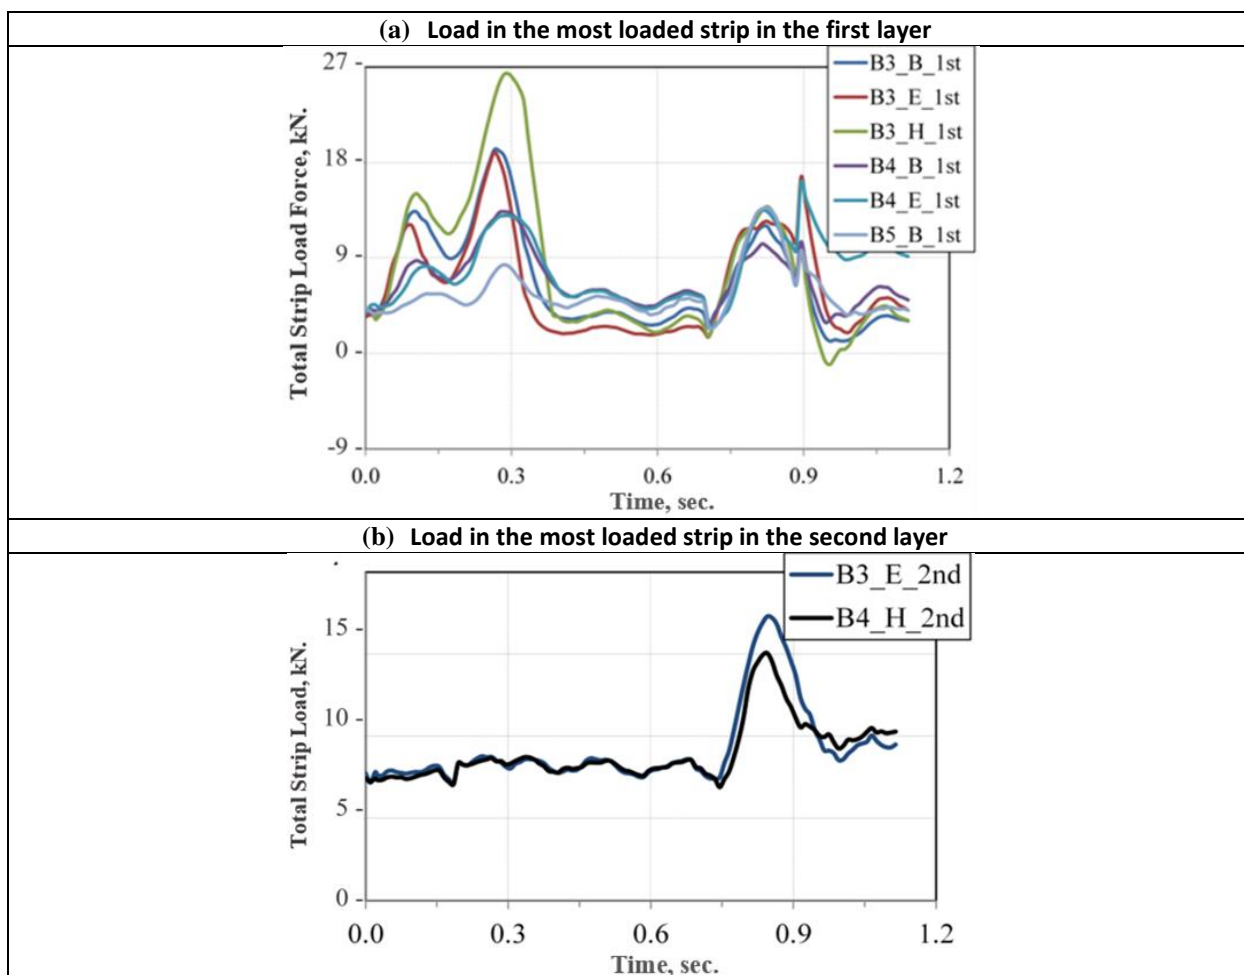 (a) Load in the most loaded strip in the first layer
Total Strip Load Force, kN.
27
18
9
0
-9
0.0 0.3 0.6 0.9 1.2
Time, sec.
B3_B_1st
B3_E_1st
B3_H_1st
B4_B_1st
B4_E_1st
B5_B_1st
(b) Load in the most loaded strip in the second layer
Total Strip Load, kN.
15
10
5
0
0.0 0.3 0.6 0.9 1.2
Time, sec.
B3_E_2nd
B4_H_2nd